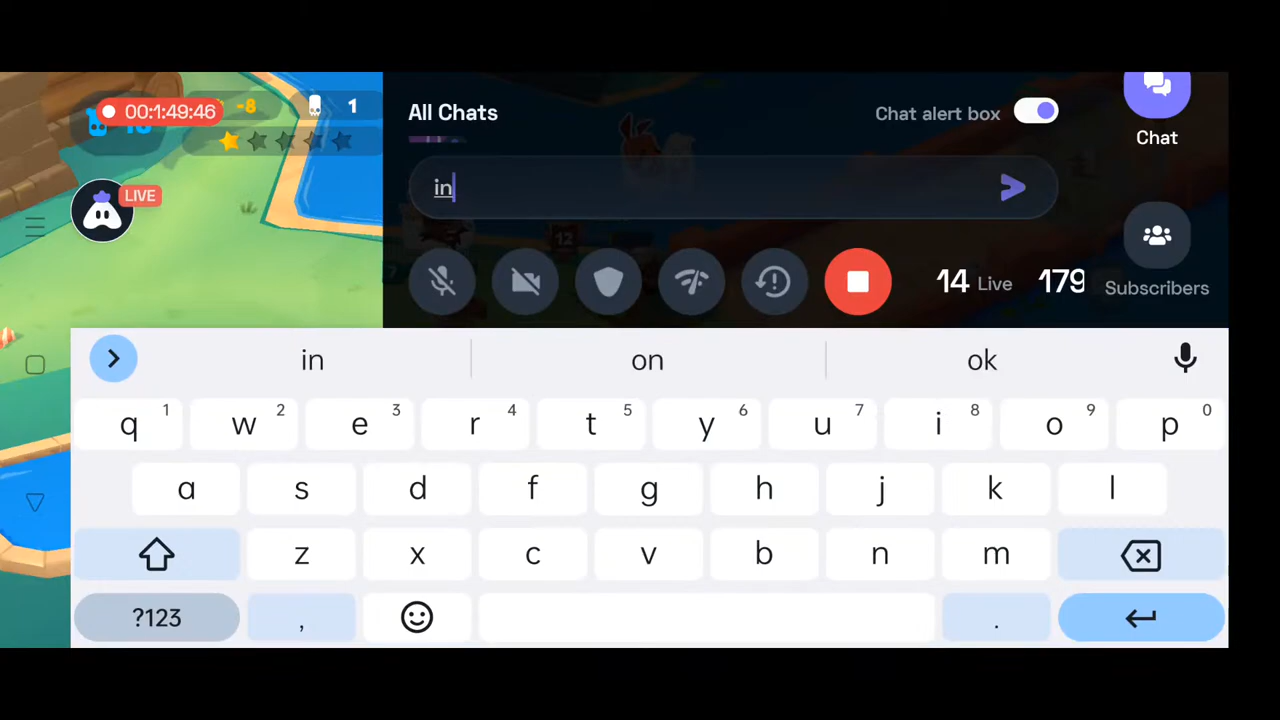 00:1:49:46
-8
1
LIVE
All Chats
Chat alert box
Chat
in
12
14 Live
179
Subscribers
in
on
ok
q 1 w 2 e 3 r 4 t 5 y 6 u 7 i 8 o 9 p 0
a s d f g h j k l
z x c v b n m
?123 , .